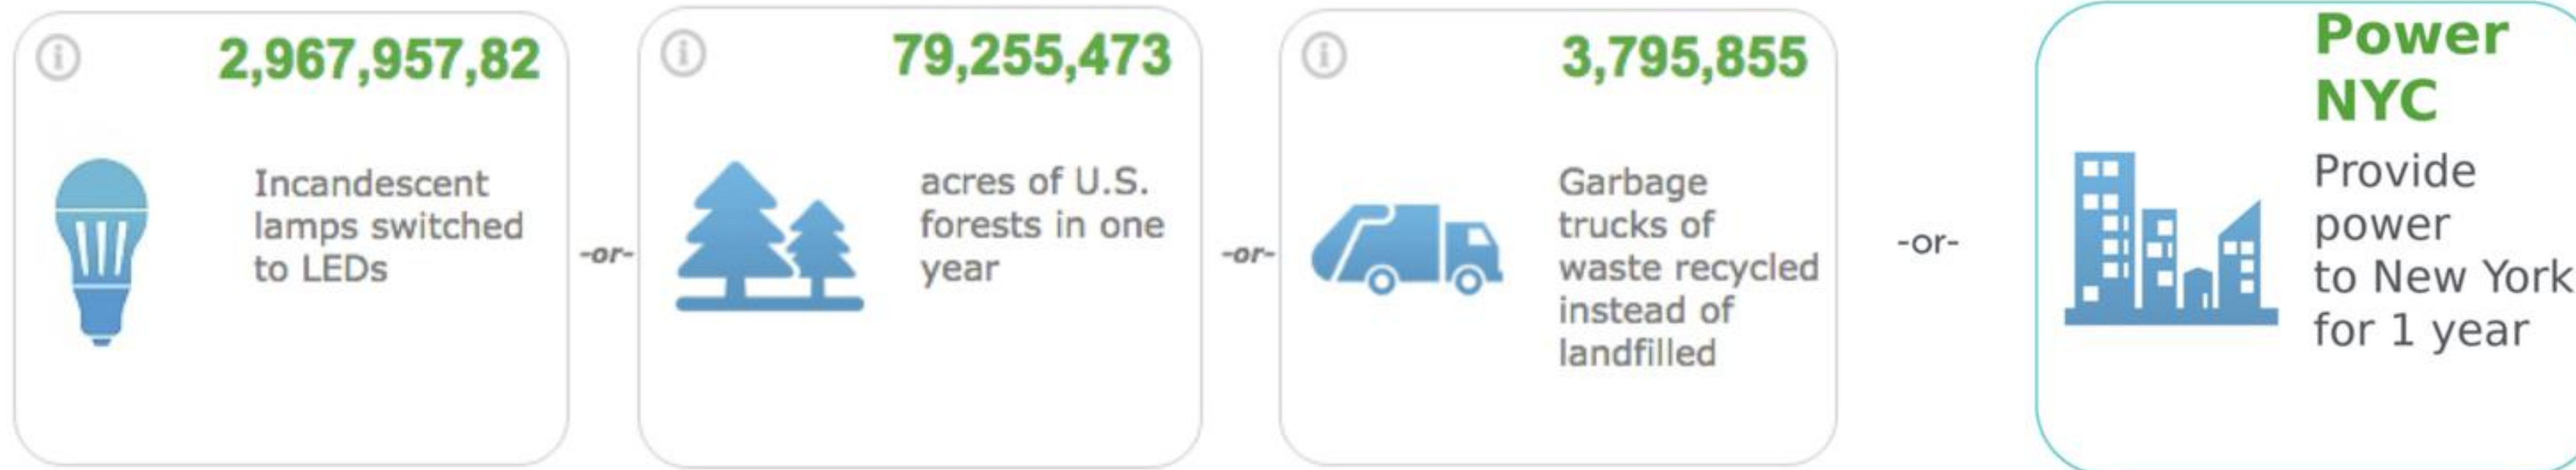 2,967,957,82
Incandescent
lamps switched
to LEDs
-or-
79,255,473
acres of U.S.
forests in one
year
-or-
3,795,855
Garbage
trucks of
waste recycled
instead of
landfilled
-or-
Power
NYC
Provide
power
to New York
for 1 year